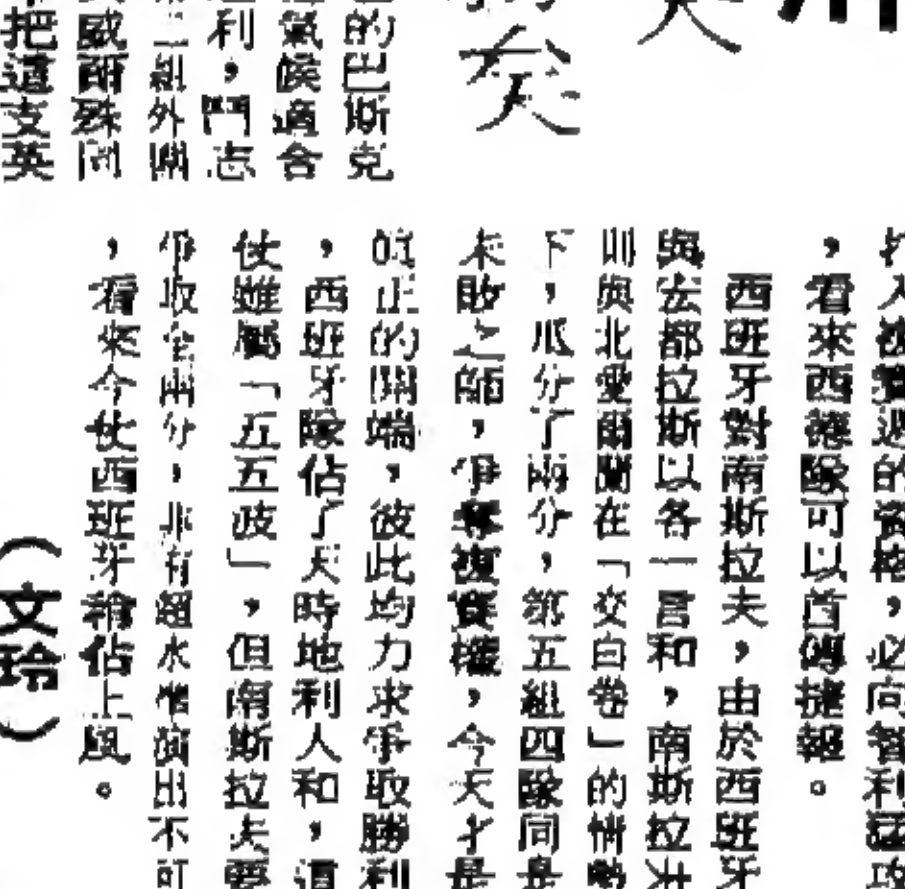 打入複賽週的資格，必向智利猛攻
，看來西德隊可以首傳捷報。
西班牙對南斯拉夫，由於西班牙
與宏都拉斯以各一言和，南斯拉夫
則與北愛爾蘭在「交白卷」的情勢
下，瓜分了兩分，第五組四隊同是
未敗之師，爭奪複賽權，今天才是
真正的開端，彼此均力求爭取勝利
，西班牙隊佔了天時地利人和，這
仗雖屬「五五波」，但南斯拉夫要
爭取全兩分，非有超水準演出不可
，看來今仗西班牙稍佔上風。
（文玲）
的巴斯克
氣候適合
利，鬥志
組外圍
威爾殊同
把這支英